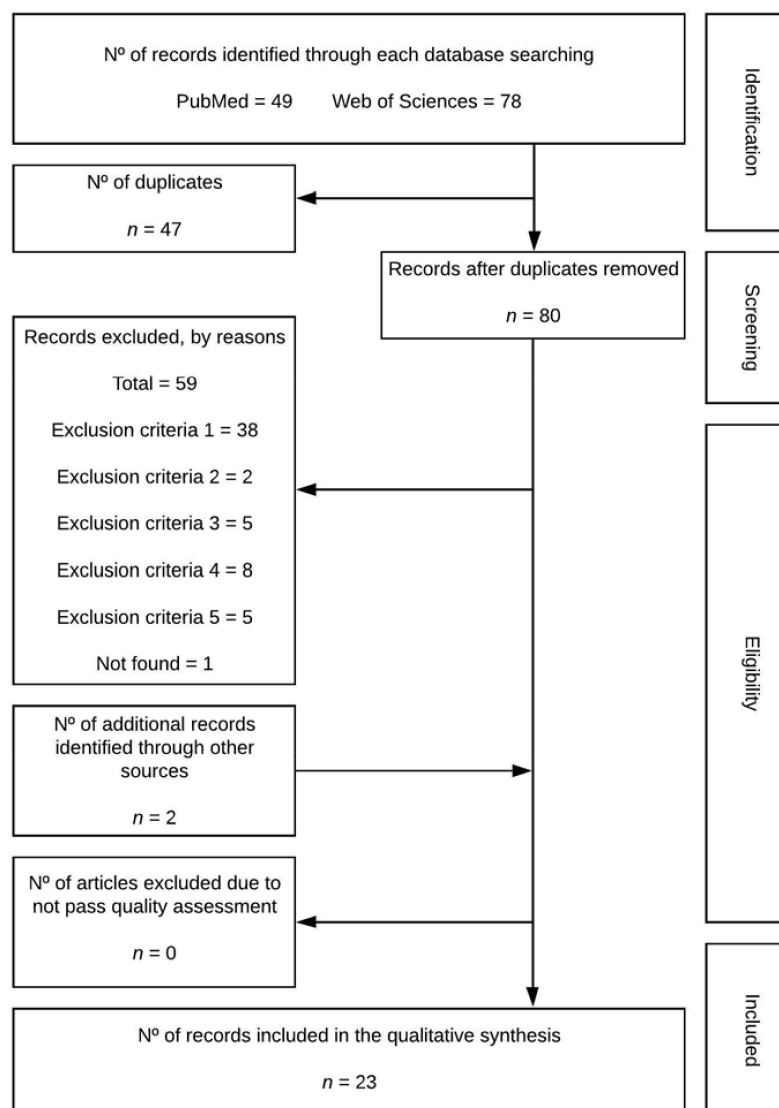 Nº of records identified through each database searching
PubMed = 49 Web of Sciences = 78
Identification
Nº of duplicates
n = 47
Records after duplicates removed
n = 80
Screening
Records excluded, by reasons
Total = 59
Exclusion criteria 1 = 38
Exclusion criteria 2 = 2
Exclusion criteria 3 = 5
Exclusion criteria 4 = 8
Exclusion criteria 5 = 5
Not found = 1
Eligibility
Nº of additional records
identified through other
sources
n = 2
Nº of articles excluded due to
not pass quality assessment
n = 0
Nº of records included in the qualitative synthesis
n = 23
Included